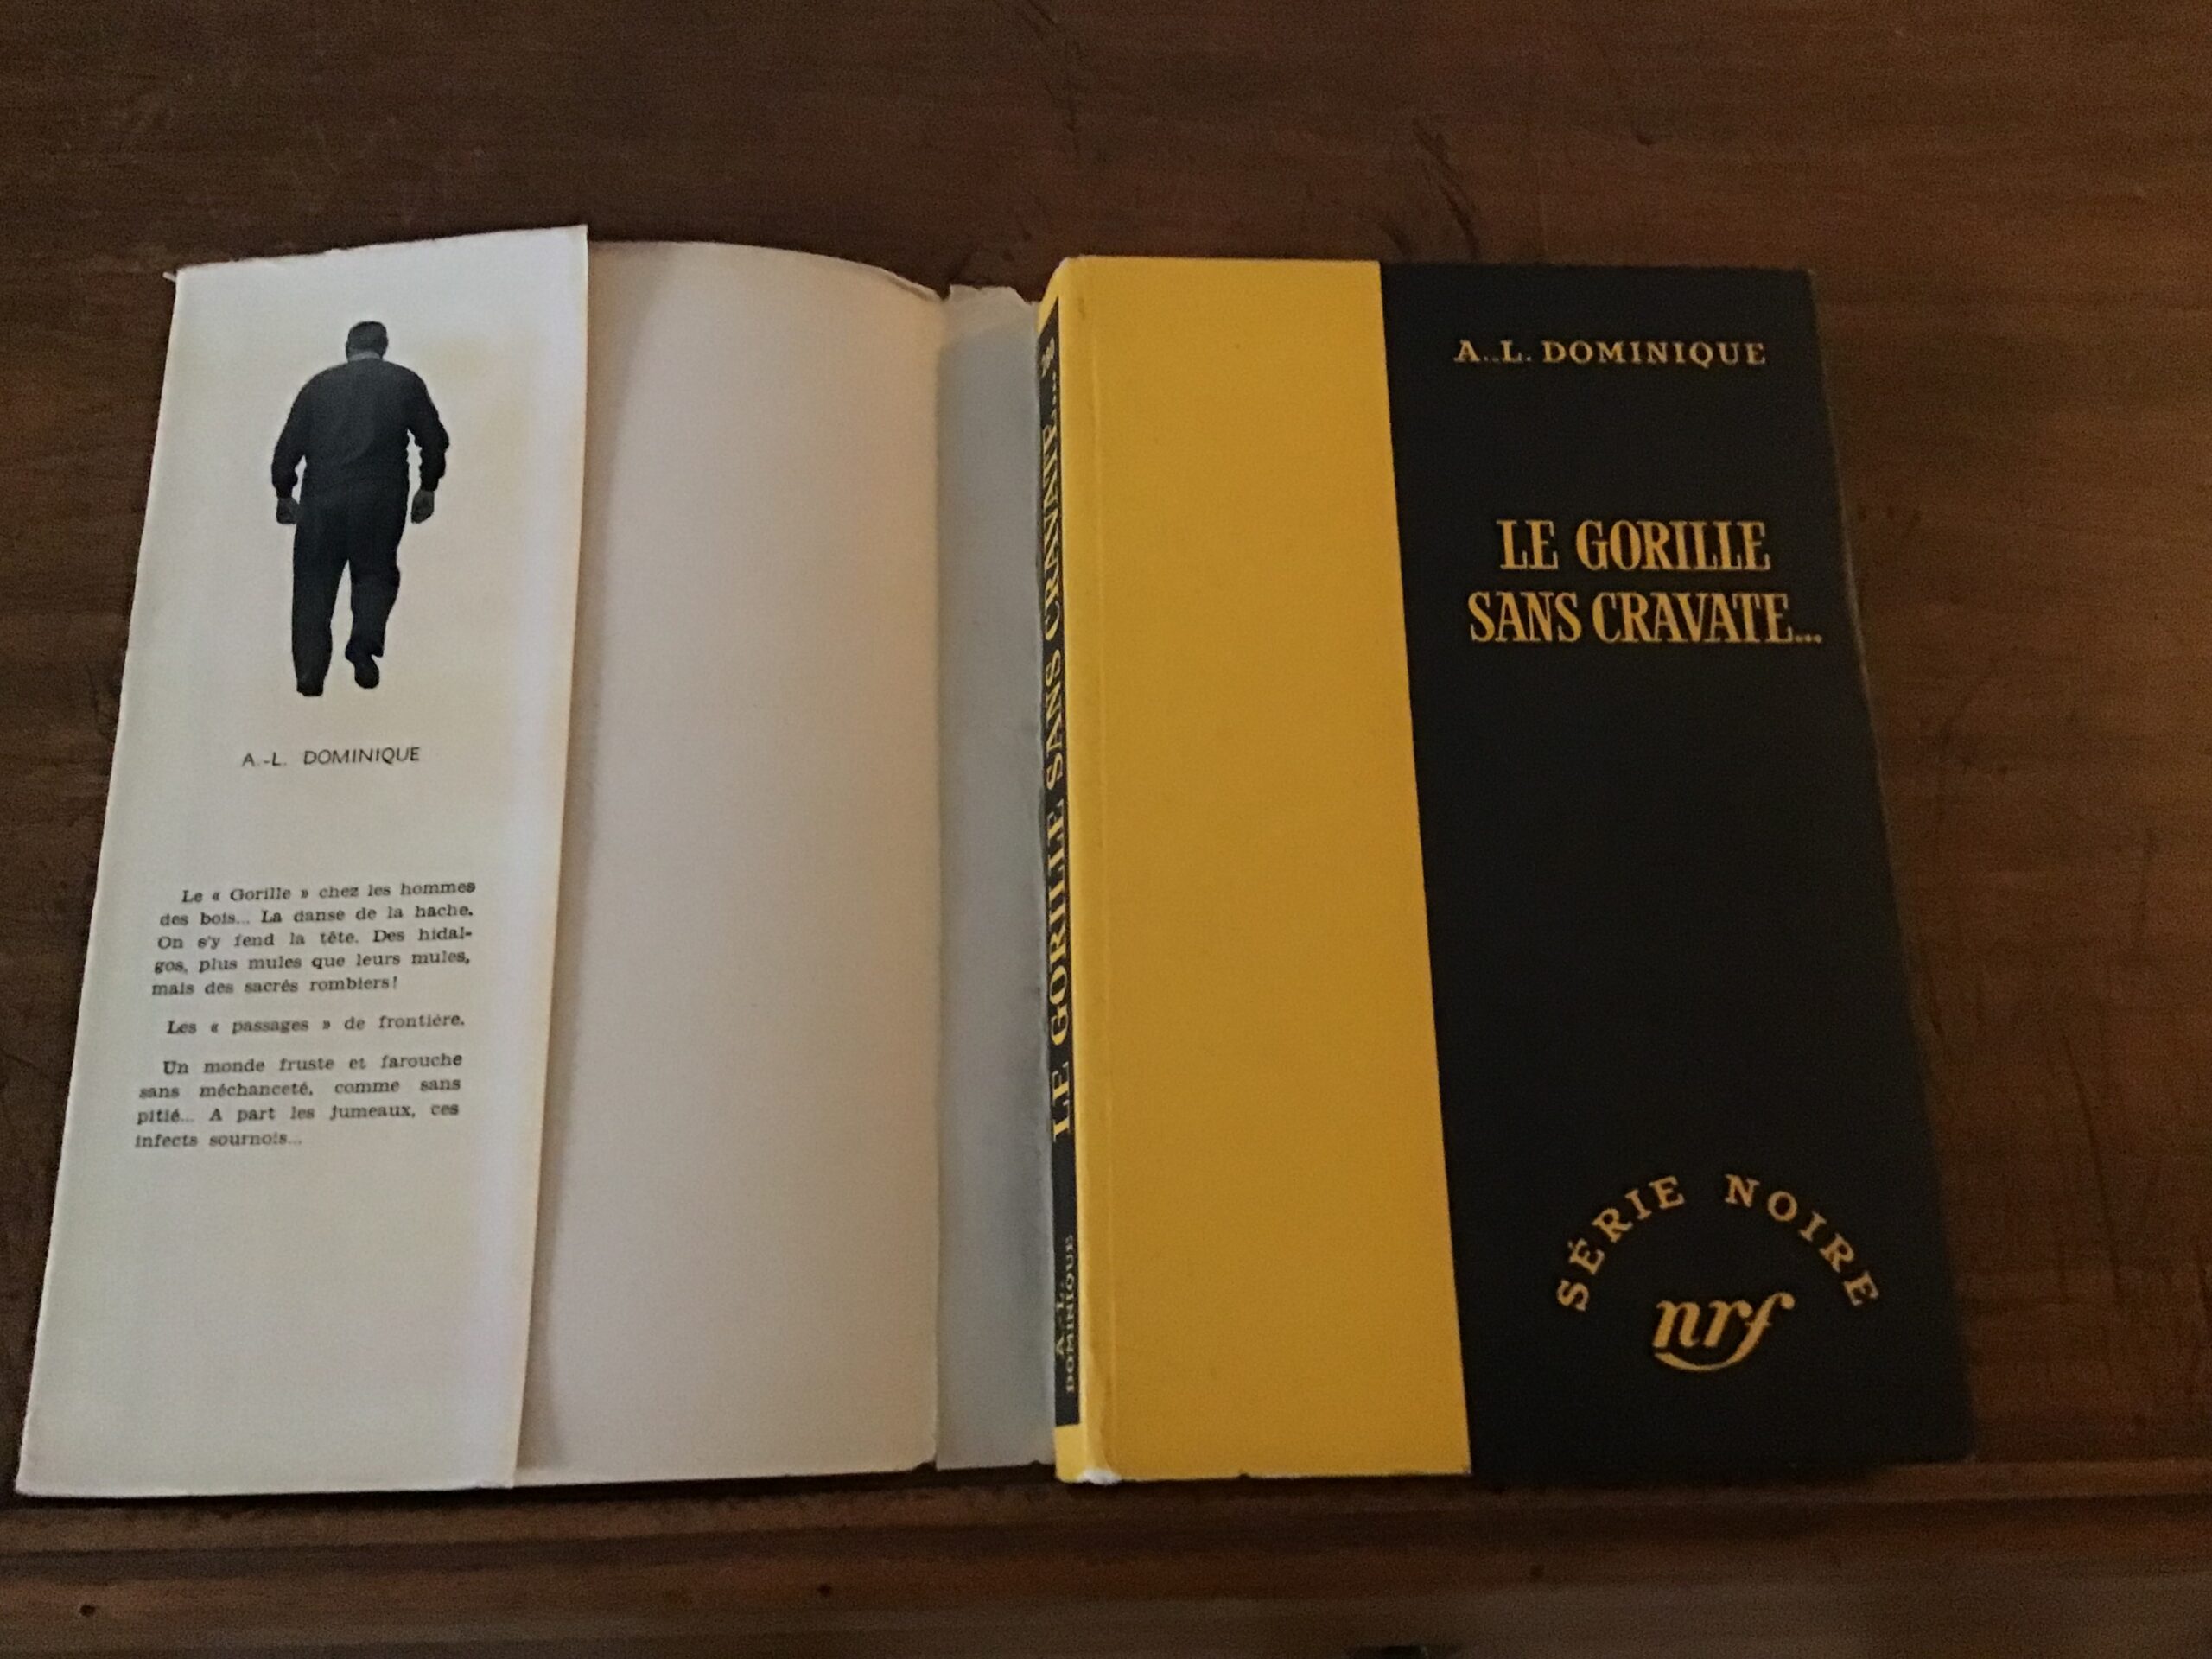 A.-L. DOMINIQUE
Le « Gorille » chez les hommes
des bois... La danse de la hache.
On s'y fend la tête. Des hidal-
gos, plus mules que leurs mules,
mais des sacrés rombiers!
Les « passages » de frontière.
Un monde fruste et farouche
sans méchanceté, comme sans
pitié... A part les jumeaux, ces
infects sournois...
LE GORILLE SANS CRAVATE...
A.-L.
DOMINIQUE
A.-L. DOMINIQUE
LE GORILLE
SANS CRAVATE...
SÉRIE NOIRE
nrf